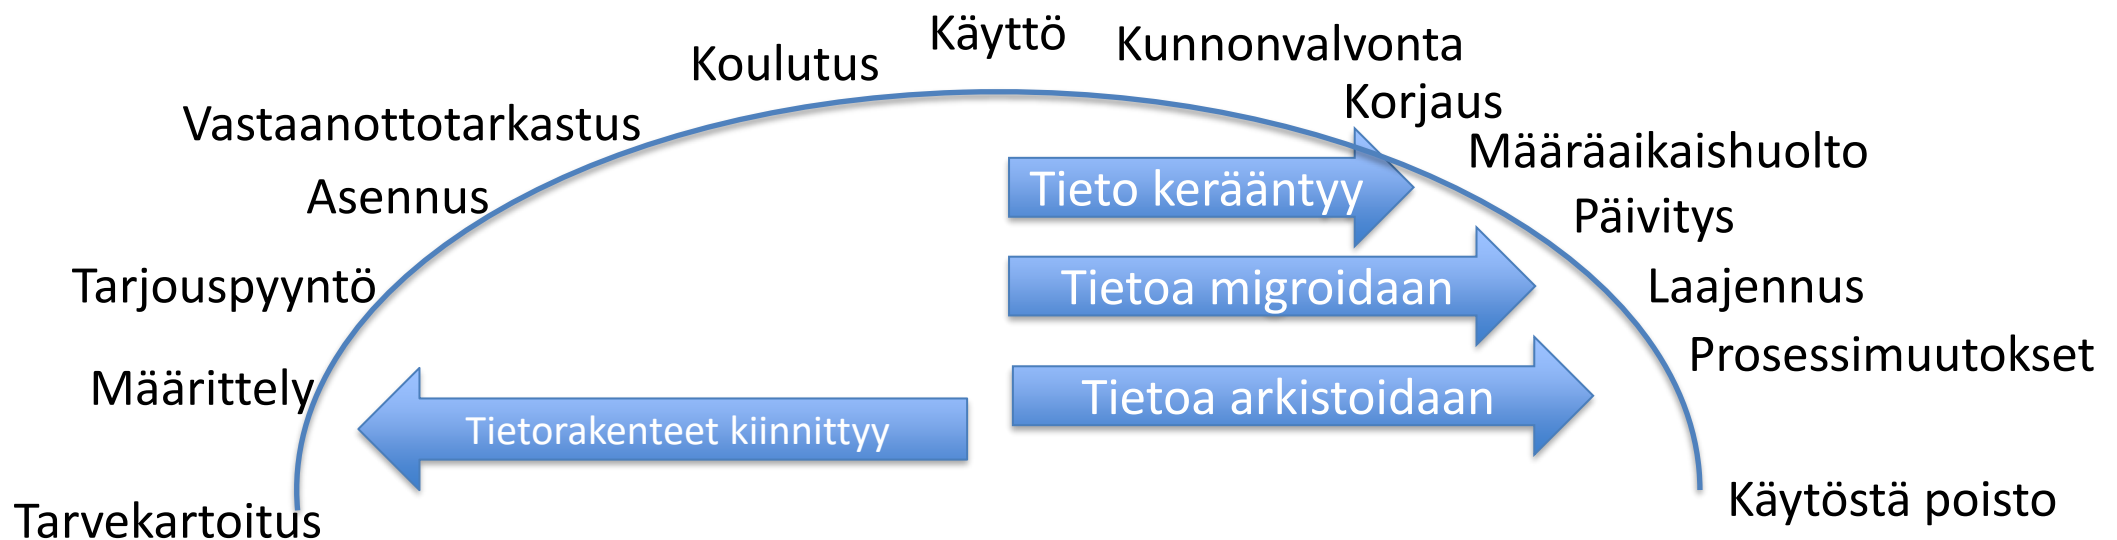 Käyttö
Kunnonvalvonta
Koulutus
Korjaus
Vastaanottotarkastus
Määräaikaishuolto
Asennus
Tieto kerääntyy
Päivitys
Tarjouspyyntö
Tietoa migroidaan
Laajennus
Prosessimuutokset
Määrittely
Tietoa arkistoidaan
Tietorakenteet kiinnittyy
Käytöstä poisto
Tarvekartoitus